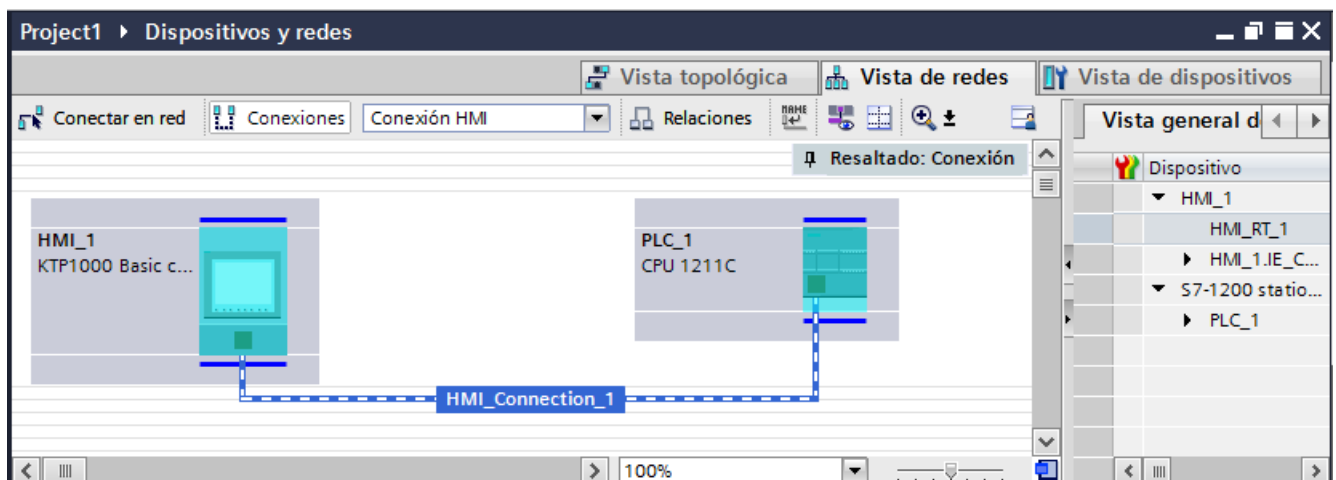 Project1 ▸ Dispositivos y redes
Vista topológica Vista de redes Vista de dispositivos
Conectar en red Conexiones Conexión HMI Relaciones Vista general d
Resaltado: Conexión
Dispositivo
HMI_1
HMI_RT_1
HMI_1.IE_C...
S7-1200 statio...
PLC_1
HMI_1
KTP1000 Basic c...
PLC_1
CPU 1211C
HMI_Connection_1
100%